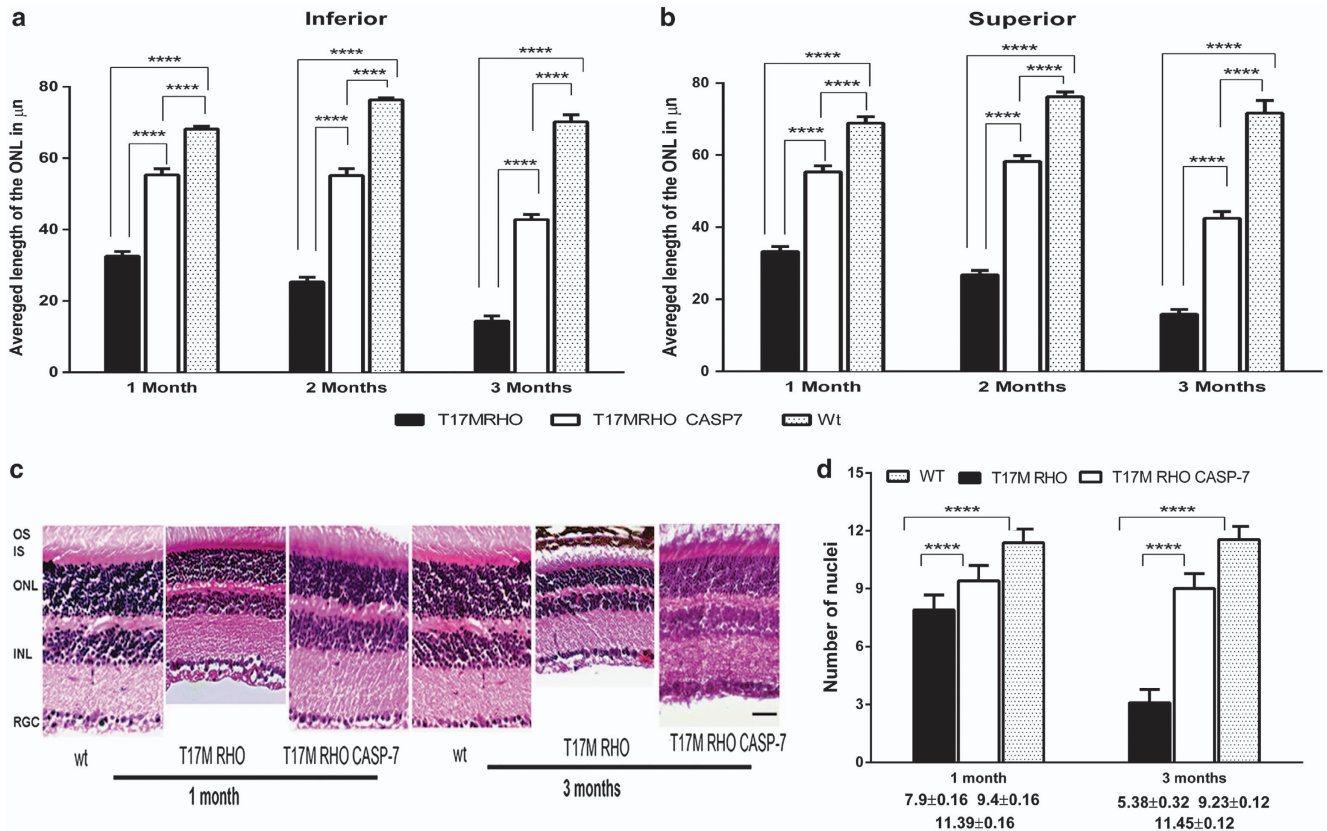 a
Inferior
Avereged lenegth of the ONL in µn
80
60
40
20
0
****
****
****
****
****
****
****
****
****
1 Month
2 Months
3 Months
b
Superior
Avereged lenegth of the ONL in µn
80
60
40
20
0
****
****
****
****
****
****
****
****
****
1 Month
2 Months
3 Months
T17MRHO T17MRHO CASP7 Wt
c
OS
IS
ONL
INL
RGC
wt T17M RHO T17M RHO CASP-7 wt T17M RHO T17M RHO CASP-7
1 month 3 months
d
WT T17M RHO T17M RHO CASP-7
Number of nuclei
15
12
9
6
3
0
****
****
****
****
1 month 3 months
7.9±0.16 9.4±0.16 5.38±0.32 9.23±0.12
11.39±0.16 11.45±0.12